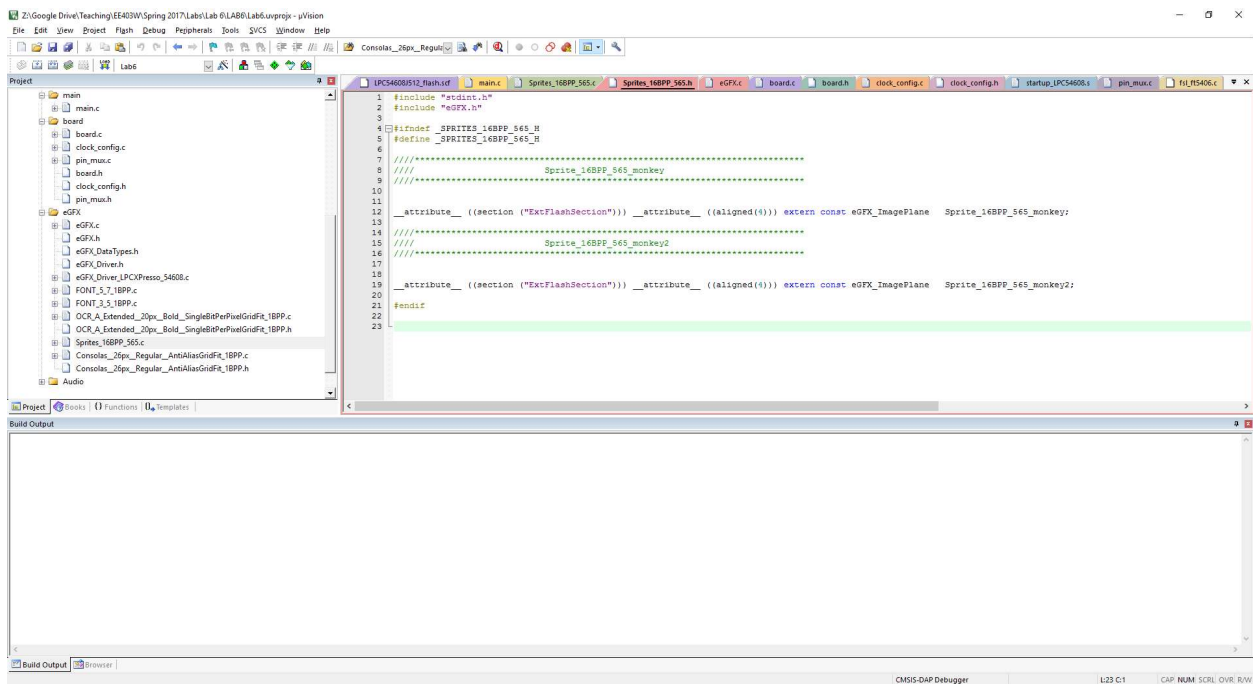 Z:\Google Drive\Teaching\EE403W\Spring 2017\Labs\Lab 6\LAB6\Lab6.uvprojx - µVision
File Edit View Project Flash Debug Peripherals Tools SVCS Window Help
Consolas__26px__Regula
Lab6
Project
main
main.c
board
board.c
clock_config.c
pin_mux.c
board.h
clock_config.h
pin_mux.h
eGFX
eGFX.c
eGFX.h
eGFX_DataTypes.h
eGFX_Driver.h
eGFX_Driver_LPCXPresso_54608.c
FONT_5_7_1BPP.c
FONT_3_5_1BPP.c
OCR_A_Extended__20px__Bold__SingleBitPerPixelGridFit_1BPP.c
OCR_A_Extended__20px__Bold__SingleBitPerPixelGridFit_1BPP.h
Sprites_16BPP_565.c
Consolas__26px__Regular__AntiAliasGridFit_1BPP.c
Consolas__26px__Regular__AntiAliasGridFit_1BPP.h
Audio
Project Books {} Functions Templates
LPC54608J512_flash.scf main.c Sprites_16BPP_565.c Sprites_16BPP_565.h eGFX.c board.c board.h clock_config.c clock_config.h startup_LPC54608.s pin_mux.c fsl_ft5406.c
1 #include "stdint.h"
2 #include "eGFX.h"
3
4 #ifndef _SPRITES_16BPP_565_H
5 #define _SPRITES_16BPP_565_H
6
7 ////***************************************************************************
8 //// Sprite_16BPP_565_monkey
9 ////***************************************************************************
10
11
12 __attribute__ ((section ("ExtFlashSection"))) __attribute__ ((aligned(4))) extern const eGFX_ImagePlane Sprite_16BPP_565_monkey;
13
14 ////***************************************************************************
15 //// Sprite_16BPP_565_monkey2
16 ////***************************************************************************
17
18
19 __attribute__ ((section ("ExtFlashSection"))) __attribute__ ((aligned(4))) extern const eGFX_ImagePlane Sprite_16BPP_565_monkey2;
20
21 #endif
22
23
Build Output
Build Output Browser
CMSIS-DAP Debugger L:23 C:1 CAP NUM SCRL OVR R/W